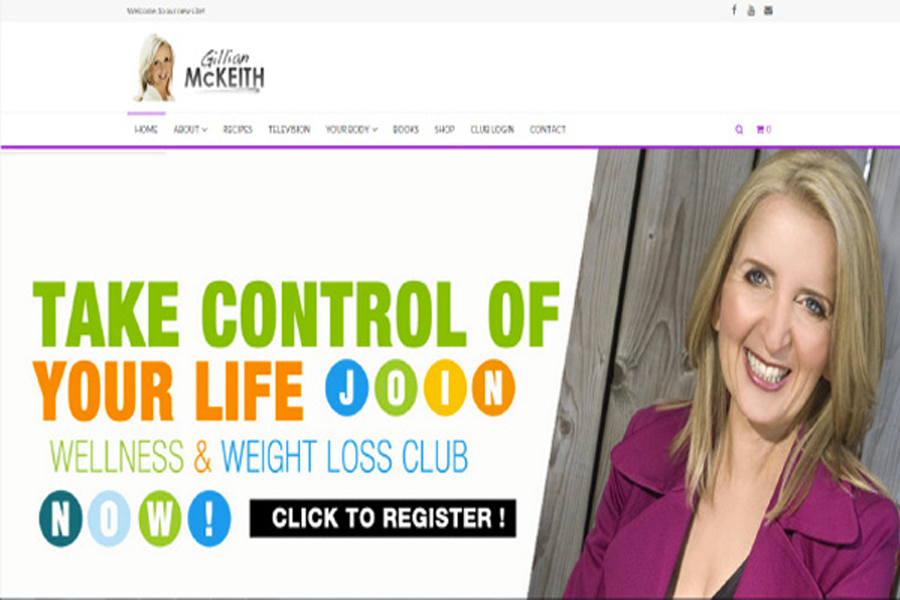 Welcome to our new site!
Gillian
McKEITH
HOME ABOUT RECIPES TELEVISION YOUR BODY BOOKS SHOP CLUB LOGIN CONTACT 0
TAKE CONTROL OF
YOUR LIFE JOIN
WELLNESS & WEIGHT LOSS CLUB
NOW! CLICK TO REGISTER !